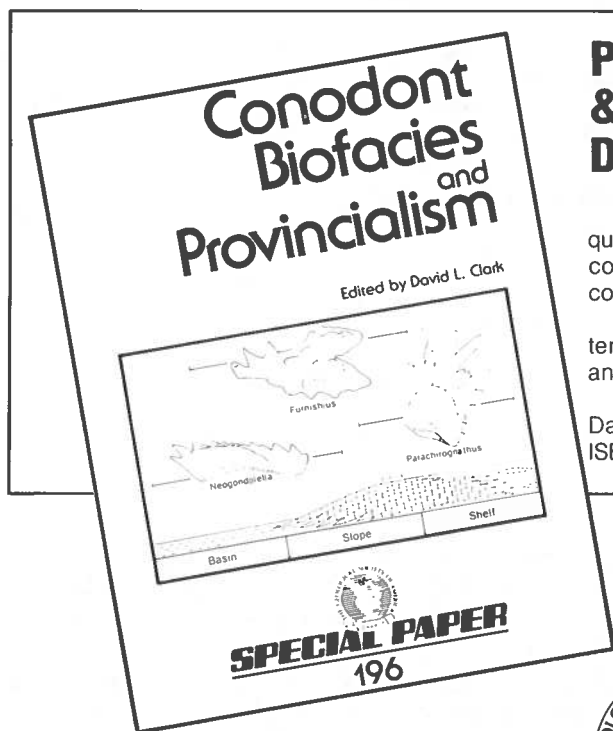 Conodont
Biofacies
and
Provincialism
Edited by David L. Clark
Furnishius
Parachirognathus
Neogondolella
Basin
Slope
Shelf
SPECIAL PAPER
196
P
&
D
qu
co
co
ter
an
Da
ISB